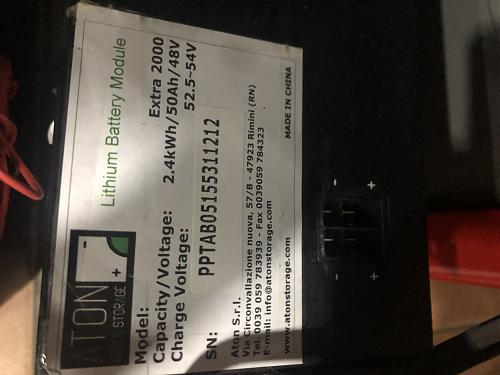 ATON
STORAGE
- +
Lithium Battery Module
Model: Extra 2000
Capacity/Voltage: 2.4kWh/50Ah/48V
Charge Voltage: 52.5~54V
SN: PPTAB05155311212
Aton S.r.l.
Via Circonvallazione nuova, 57/B - 47923 Rimini (RN)
Tel. 0039 059 783939 - Fax 0039059 784323
E-mail: info@atonstorage.com
www.atonstorage.com MADE IN CHINA
- +
- +